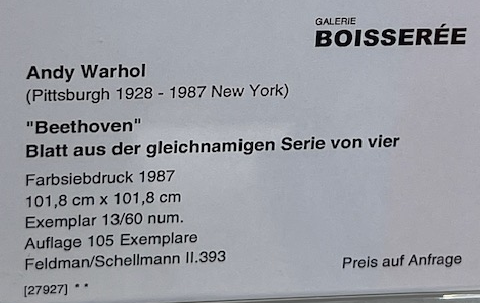 GALERIE
BOISSERÉE
Andy Warhol
(Pittsburgh 1928 - 1987 New York)
"Beethoven"
Blatt aus der gleichnamigen Serie von vier
Farbsiebdruck 1987
101,8 cm x 101,8 cm
Exemplar 13/60 num.
Auflage 105 Exemplare
Feldman/Schellmann II.393
Preis auf Anfrage
[27927] * *